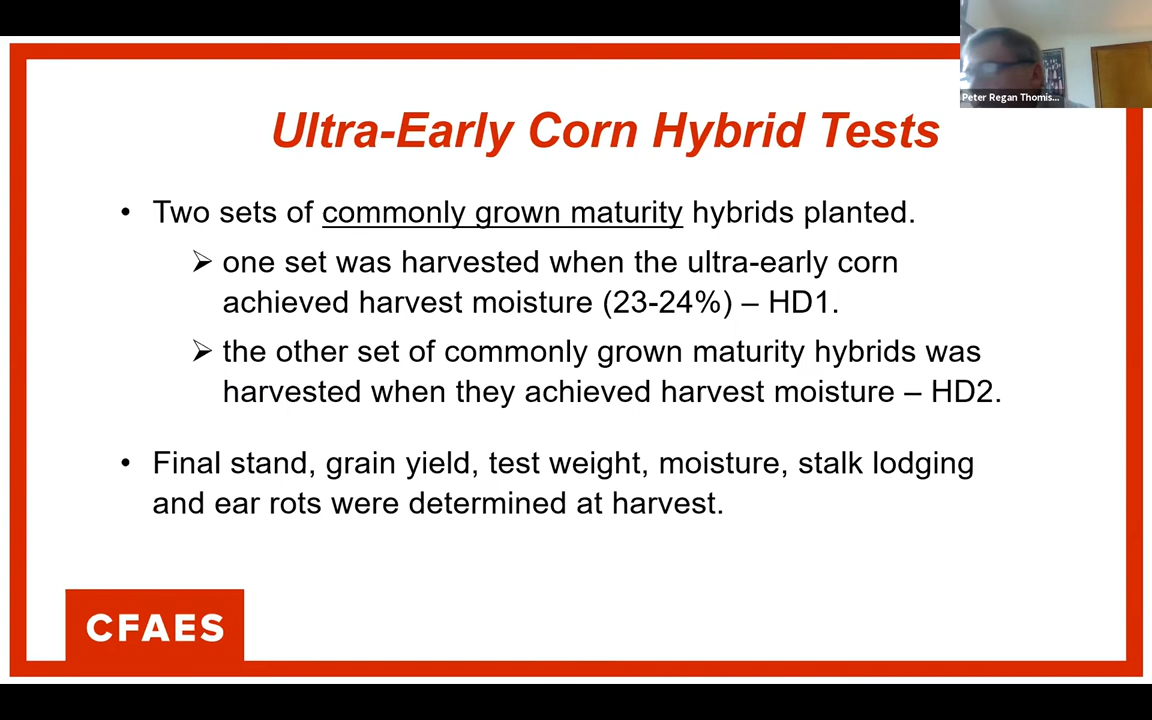 Peter Regan Thomis...
Ultra-Early Corn Hybrid Tests
• Two sets of commonly grown maturity hybrids planted.
➢ one set was harvested when the ultra-early corn
achieved harvest moisture (23-24%) – HD1.
➢ the other set of commonly grown maturity hybrids was
harvested when they achieved harvest moisture – HD2.
• Final stand, grain yield, test weight, moisture, stalk lodging
and ear rots were determined at harvest.
CFAES